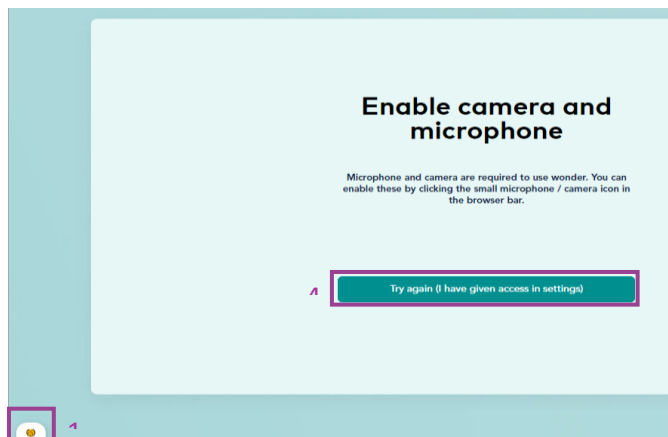 Enable camera and
microphone
Microphone and camera are required to use wonder. You can
enable these by clicking the small microphone / camera icon in
the browser bar.
Try again (I have given access in settings)